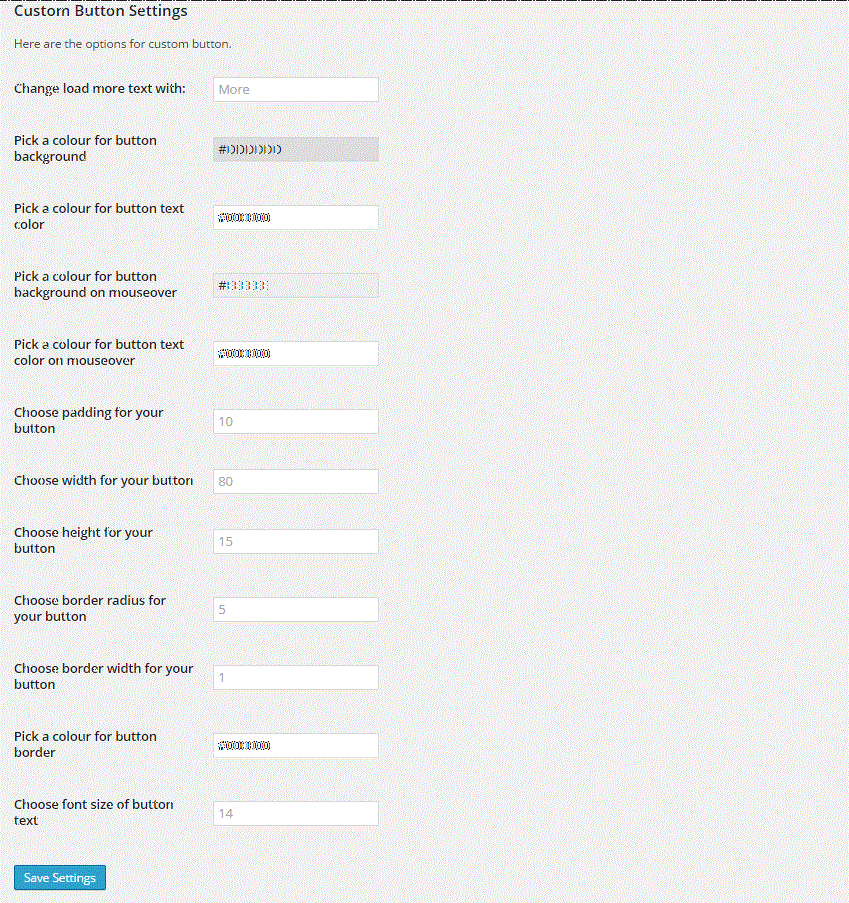 Custom Button Settings
Here are the options for custom button.
Change load more text with:
More
Pick a colour for button
background
#DDDDDD
Pick a colour for button text
color
Pick a colour for button
background on mouseover
Pick a colour for button text
color on mouseover
Choose padding for your
button
10
Choose width for your button
80
Choose height for your
button
15
Choose border radius for
your button
5
Choose border width for your
button
1
Pick a colour for button
border
Choose font size of button
text
14
Save Settings